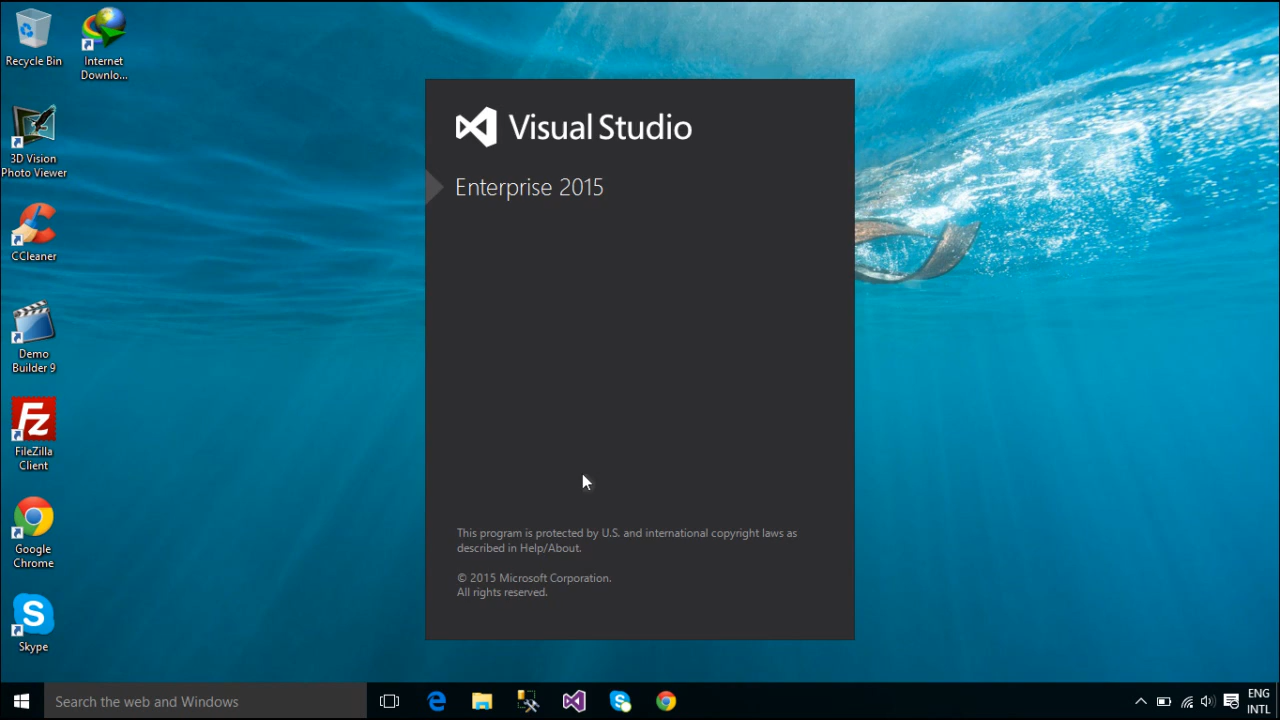 Recycle Bin
Internet
Downlo...
3D Vision
Photo Viewer
CCleaner
Demo
Builder 9
FileZilla
Client
Google
Chrome
Skype
Visual Studio
Enterprise 2015
This program is protected by U.S. and international copyright laws as
described in Help/About.
© 2015 Microsoft Corporation.
All rights reserved.
Search the web and Windows
ENG
INTL